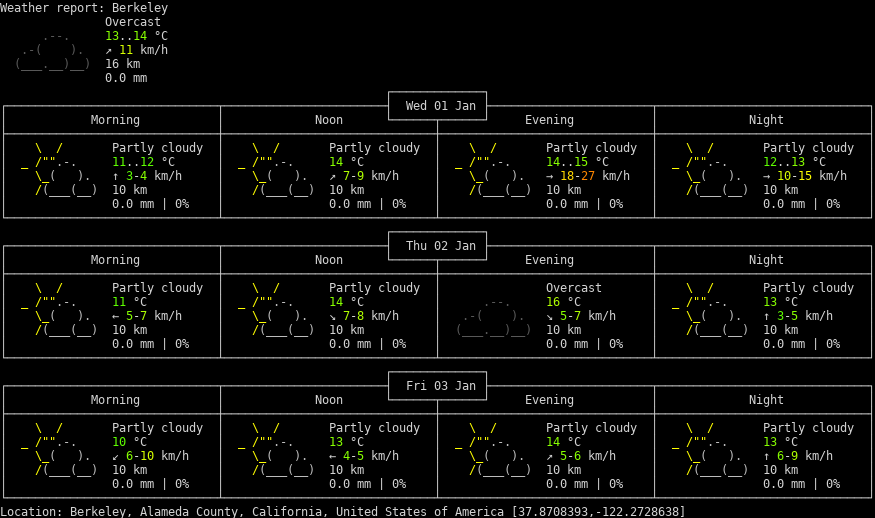 Weather report: Berkeley
Overcast
13..14 °C
↗ 11 km/h
16 km
0.0 mm
Wed 01 Jan
Morning Noon Evening Night
Partly cloudy Partly cloudy Partly cloudy Partly cloudy
11..12 °C 14 °C 14..15 °C 12..13 °C
↑ 3-4 km/h ↗ 7-9 km/h → 18-27 km/h → 10-15 km/h
10 km 10 km 10 km 10 km
0.0 mm | 0% 0.0 mm | 0% 0.0 mm | 0% 0.0 mm | 0%
Thu 02 Jan
Morning Noon Evening Night
Partly cloudy Partly cloudy Overcast Partly cloudy
11 °C 14 °C 16 °C 13 °C
← 5-7 km/h ↘ 7-8 km/h ↘ 5-7 km/h ↑ 3-5 km/h
10 km 10 km 10 km 10 km
0.0 mm | 0% 0.0 mm | 0% 0.0 mm | 0% 0.0 mm | 0%
Fri 03 Jan
Morning Noon Evening Night
Partly cloudy Partly cloudy Partly cloudy Partly cloudy
10 °C 13 °C 14 °C 13 °C
↙ 6-10 km/h ← 4-5 km/h ↗ 5-6 km/h ↑ 6-9 km/h
10 km 10 km 10 km 10 km
0.0 mm | 0% 0.0 mm | 0% 0.0 mm | 0% 0.0 mm | 0%
Location: Berkeley, Alameda County, California, United States of America [37.8708393,-122.2728638]